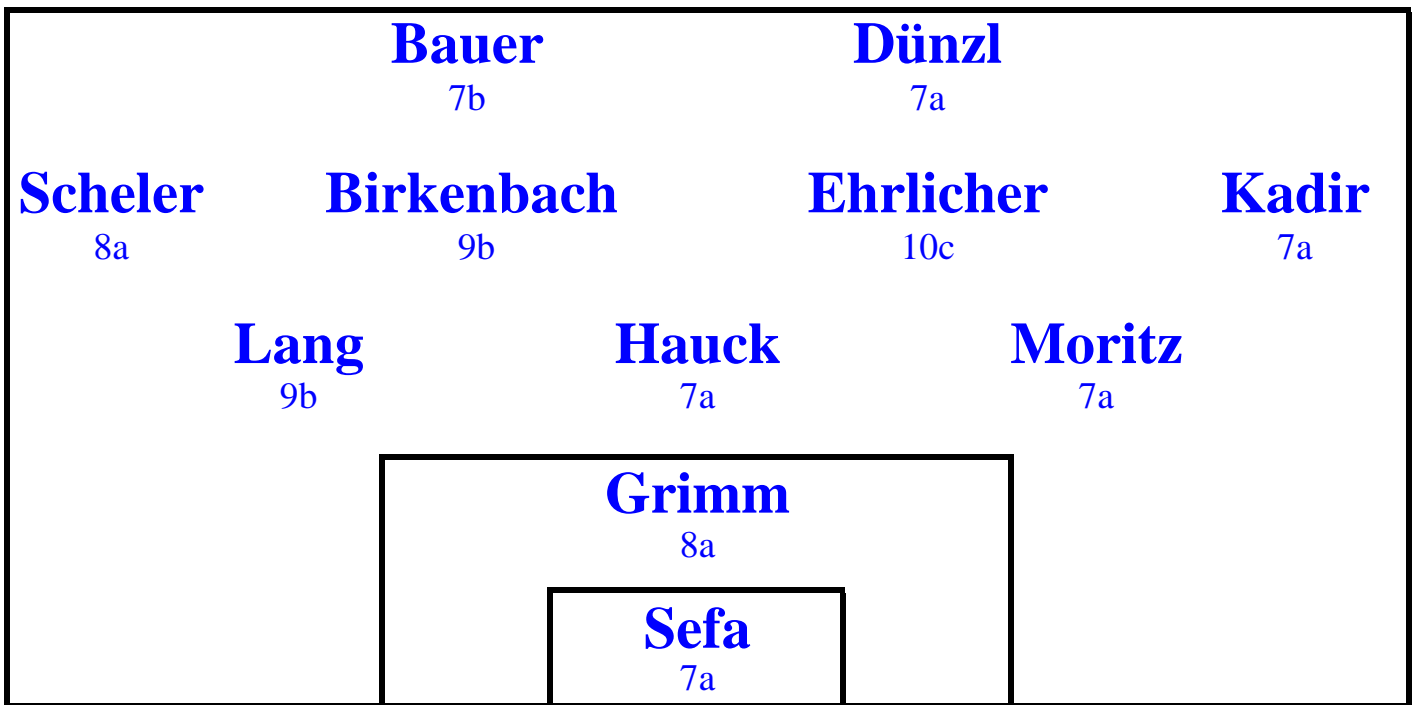 Bauer Dünzl
7b 7a
Scheler Birkenbach Ehrlicher Kadir
8a 9b 10c 7a
Lang Hauck Moritz
9b 7a 7a
Grimm
8a
Sefa
7a